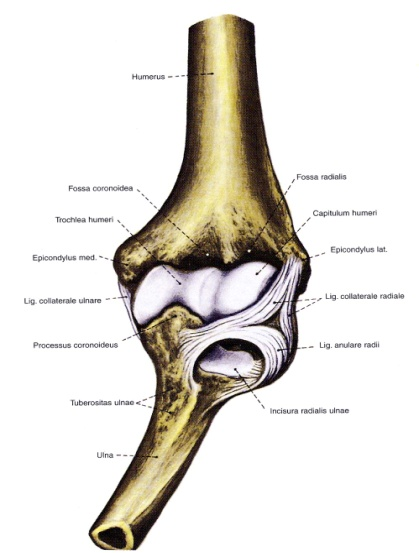 Humerus
Fossa radialis
Fossa coronoidea
Capitulum humeri
Trochlea humeri
Epicondylus lat.
Epicondylus med.
Lig. collaterale radiale
Lig. collaterale ulnare
Processus coronoideus
Lig. anulare radii
Tuberositas ulnae
Incisura radialis ulnae
Ulna